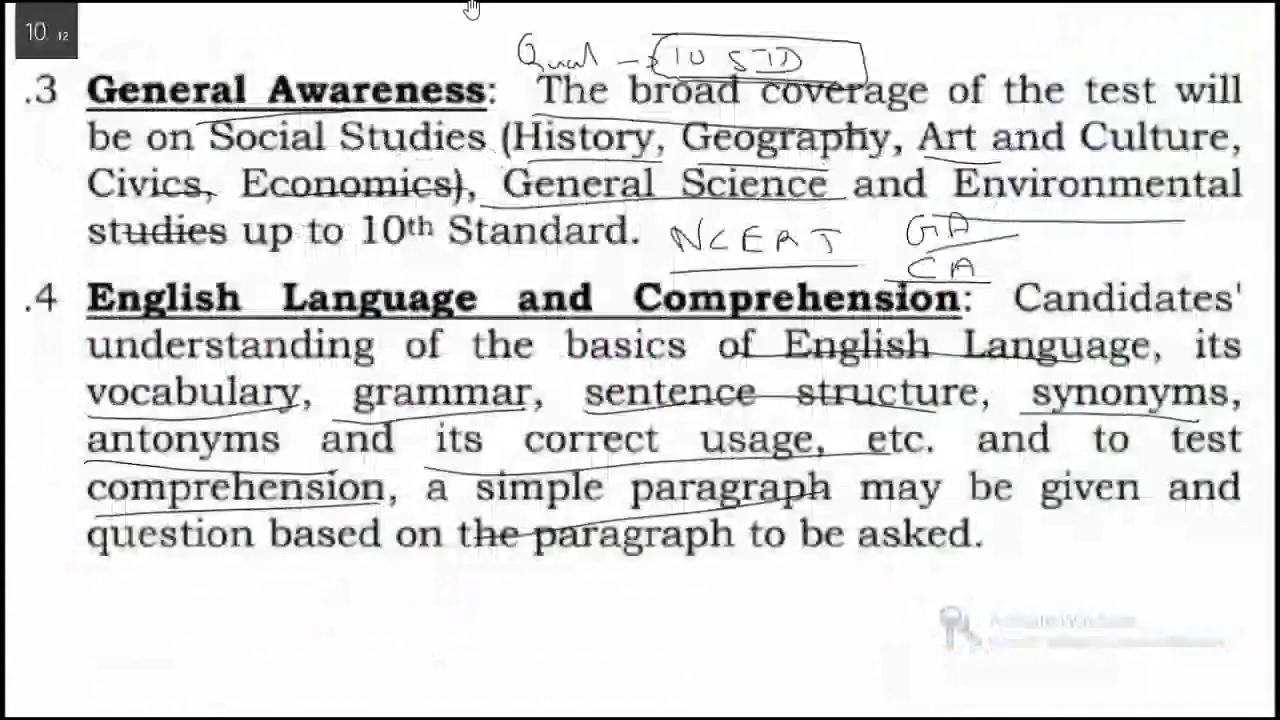 10 12
Qual → 10 STD
.3 General Awareness: The broad coverage of the test will
be on Social Studies (History, Geography, Art and Culture,
Civics, Economics), General Science and Environmental
studies up to 10th Standard. NCERT GA
CA
.4 English Language and Comprehension: Candidates'
understanding of the basics of English Language, its
vocabulary, grammar, sentence structure, synonyms,
antonyms and its correct usage, etc. and to test
comprehension, a simple paragraph may be given and
question based on the paragraph to be asked.